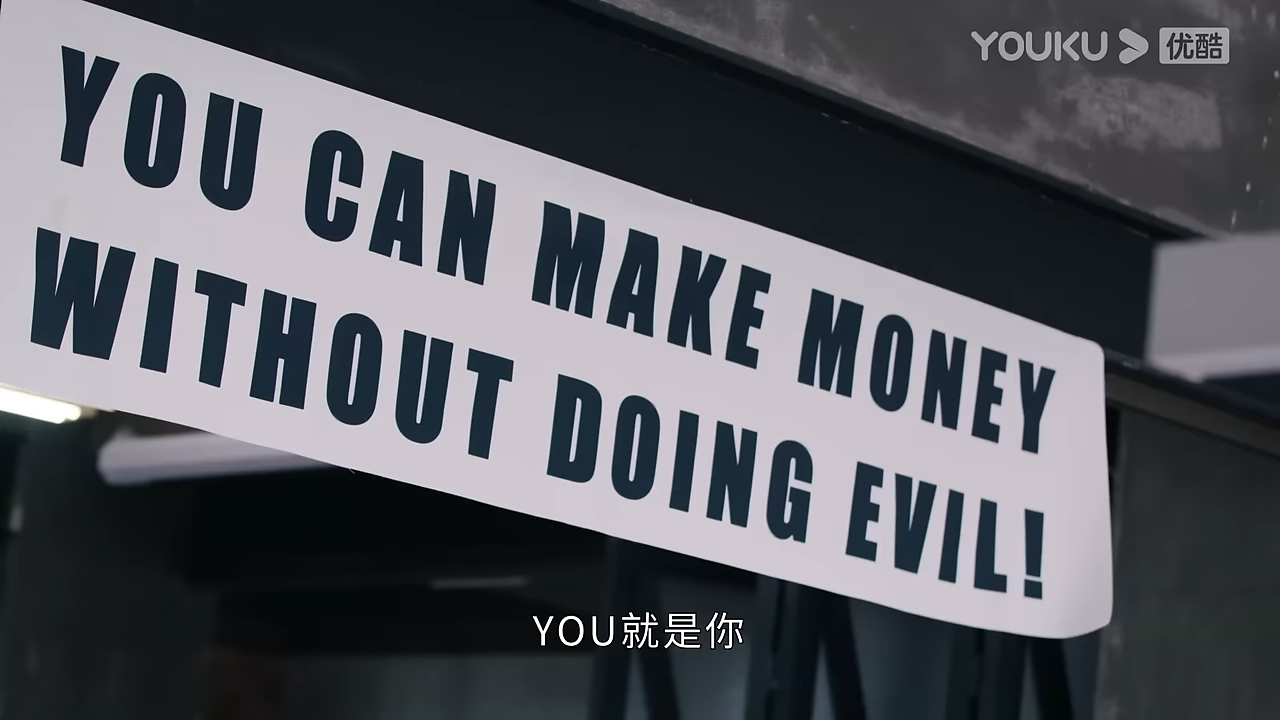 YOUKU 优酷
YOU CAN MAKE MONEY
WITHOUT DOING EVIL!
YOU就是你